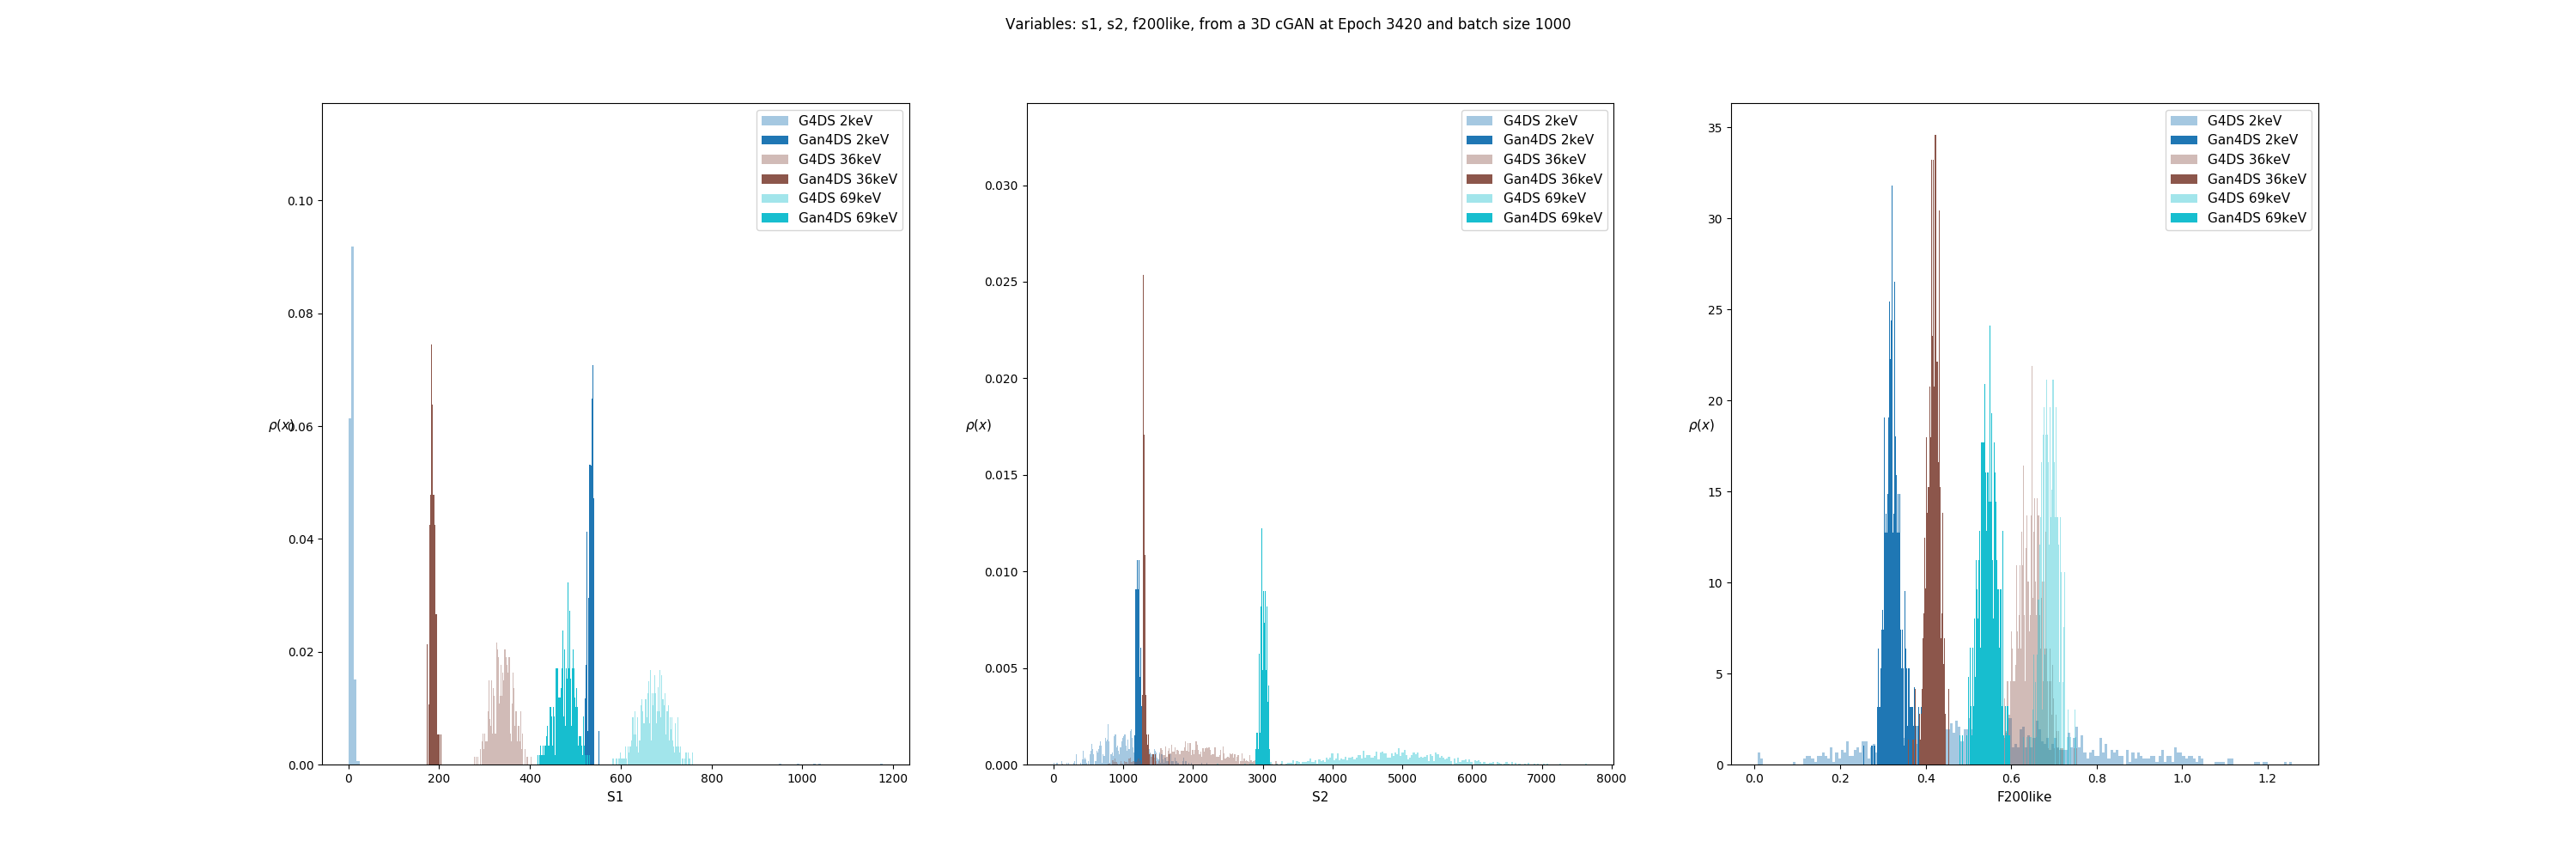 Variables: s1, s2, f200like, from a 3D cGAN at Epoch 3420 and batch size 1000
G4DS 2keV
Gan4DS 2keV
G4DS 36keV
Gan4DS 36keV
G4DS 69keV
Gan4DS 69keV
0.10
0.08
0.06
0.04
0.02
0.00
ρ(x)
0 200 400 600 800 1000 1200
S1
G4DS 2keV
Gan4DS 2keV
G4DS 36keV
Gan4DS 36keV
G4DS 69keV
Gan4DS 69keV
0.030
0.025
0.020
0.015
0.010
0.005
0.000
ρ(x)
0 1000 2000 3000 4000 5000 6000 7000 8000
S2
G4DS 2keV
Gan4DS 2keV
G4DS 36keV
Gan4DS 36keV
G4DS 69keV
Gan4DS 69keV
35
30
25
20
15
10
5
0
ρ(x)
0.0 0.2 0.4 0.6 0.8 1.0 1.2
F200like